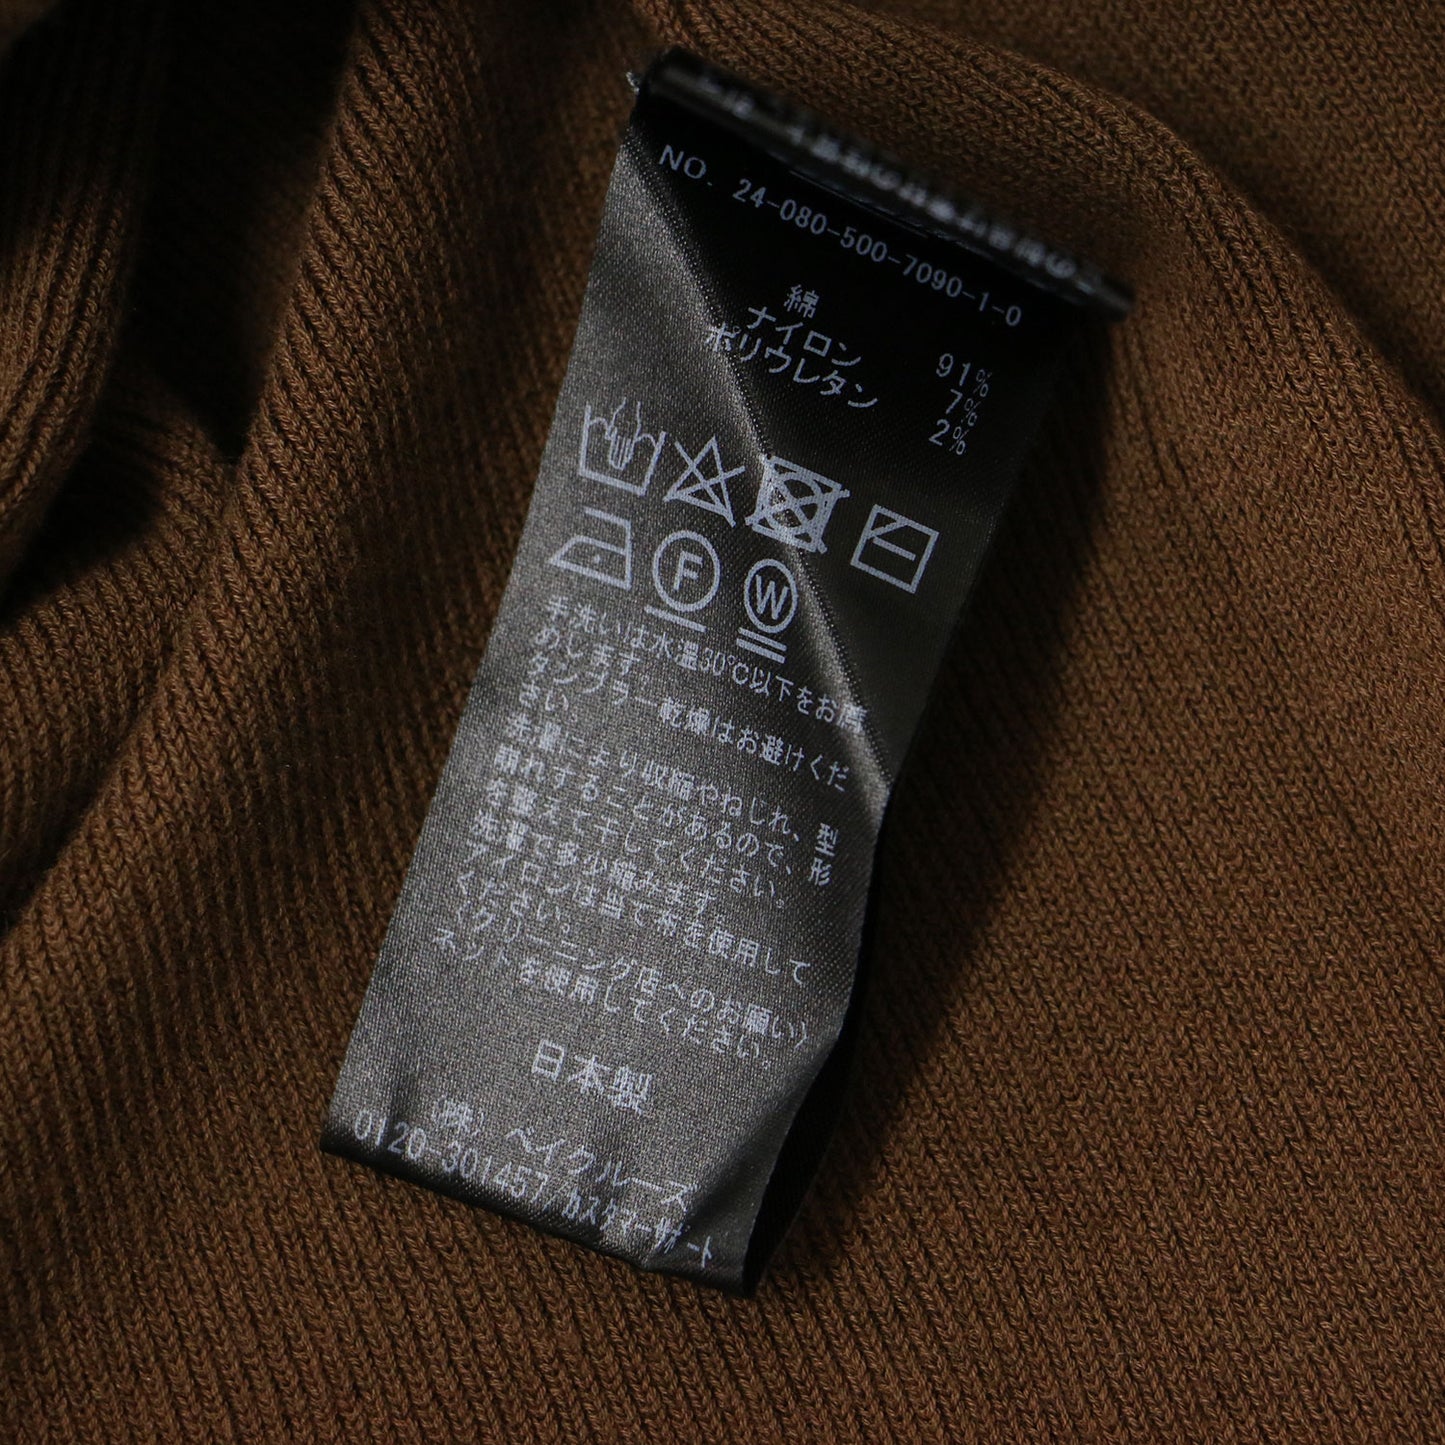 NO. 24-080-500-7090-1-0
綿 91%
ナイロン 7%
ポリウレタン 2%
F W
手洗いは水温30℃以下をお薦
めします。
タンブラー乾燥はお避けくだ
さい。
洗濯により収縮やねじれ、型
崩れすることがあるので、形
を整えて干してください。
洗濯で多少縮みます。
アイロンは当て布を使用して
ください。
〈クリーニング店へのお願い〉
ネットを使用してください。
日本製
(株) ベイクルーズ
0120-301457 カスタマーサポート